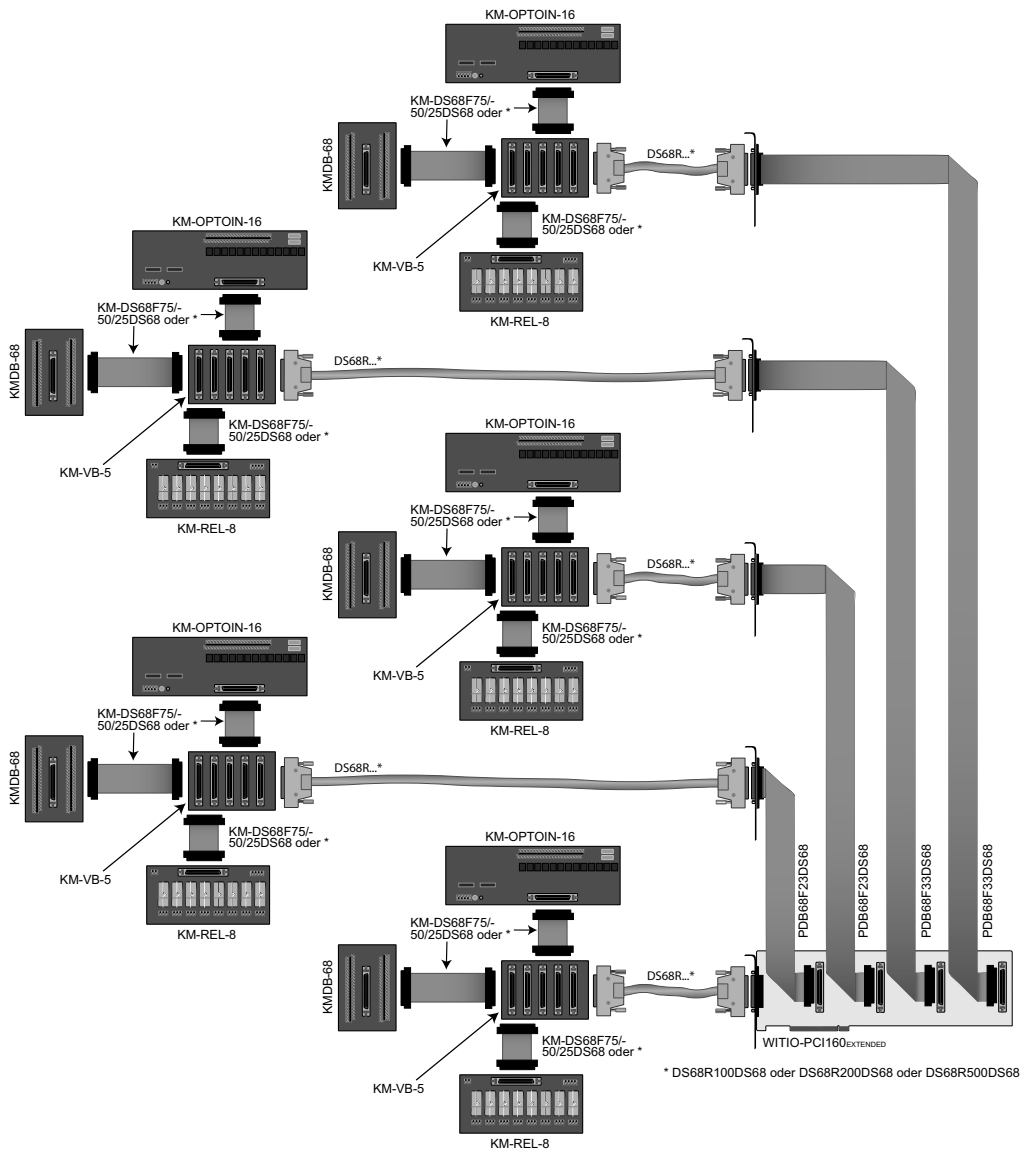 KM-OPTOIN-16
KM-DS68F75/-
50/25DS68 oder *
KMDB-68
DS68R...*
KM-DS68F75/-
50/25DS68 oder *
KM-VB-5
KM-REL-8
KM-OPTOIN-16
KM-DS68F75/-
50/25DS68 oder *
KMDB-68
DS68R...*
KM-DS68F75/-
50/25DS68 oder *
KM-VB-5
KM-REL-8
KM-OPTOIN-16
KM-DS68F75/-
50/25DS68 oder *
KMDB-68
DS68R...*
KM-DS68F75/-
50/25DS68 oder *
KM-VB-5
KM-REL-8
KM-OPTOIN-16
KM-DS68F75/-
50/25DS68 oder *
KMDB-68
DS68R...*
KM-DS68F75/-
50/25DS68 oder *
KM-VB-5
KM-REL-8
KM-OPTOIN-16
KM-DS68F75/-
50/25DS68 oder *
KMDB-68
DS68R...*
KM-DS68F75/-
50/25DS68 oder *
KM-VB-5
KM-REL-8
PDB68F23DS68
PDB68F23DS68
PDB68F33DS68
PDB68F33DS68
WITIO-PCI160EXTENDED
* DS68R100DS68 oder DS68R200DS68 oder DS68R500DS68